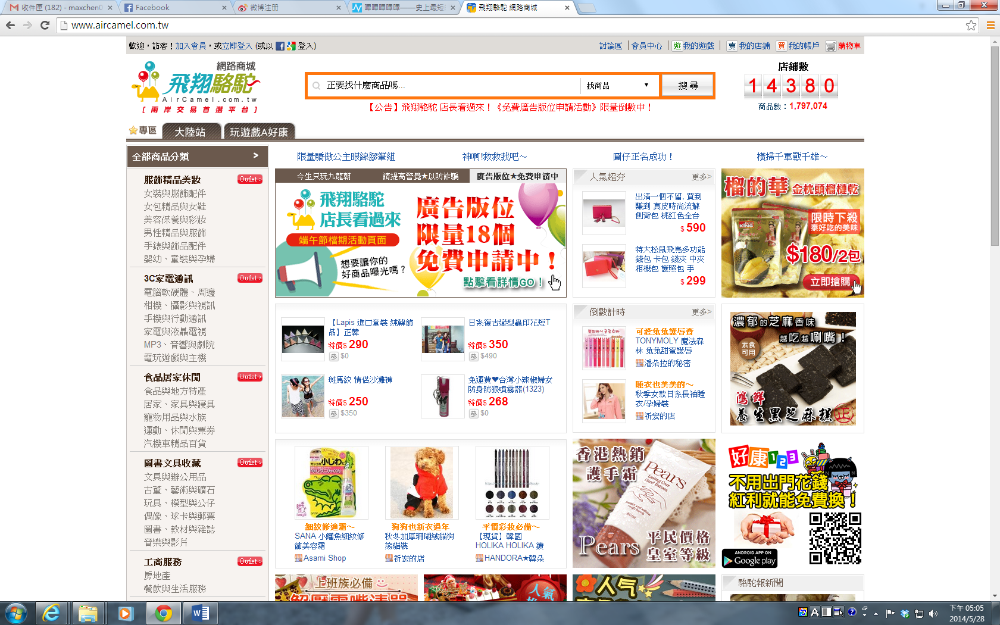 收件匣 (182) - maxchen0
Facebook
微博注册
嗶嗶嗶嗶嗶——史上最短
飛翔駱駝 網路商城
www.aircamel.com.tw
歡迎，訪客！加入會員，或立即登入 (或以 登入)
討論區 會員中心 遊 我的遊戲 賣 我的店鋪 買 我的帳戶 購物車
網路商城
飛翔駱駝
AirCamel.com.tw
[ 兩岸交易首選平台 ]
正要找什麼商品嗎...
找商品
搜 尋
【公告】飛翔駱駝 店長看過來！《免費廣告版位申請活動》限量倒數中！
店鋪數
14380
商品數：1,797,074
專區
大陸站
玩遊戲A好康
全部商品分類 >
服飾精品美妝 Outlet >
女裝與服飾配件
女包精品與女鞋
美容保養與彩妝
男性精品與服飾
手錶與飾品配件
嬰幼、童裝與孕婦
3C家電通訊 Outlet >
電腦軟硬體、周邊
相機、攝影與視訊
手機與行動通訊
家電與液晶電視
MP3、音響與劇院
電玩遊戲與主機
食品居家休閒 Outlet >
食品與地方特產
居家、家具與寢具
寵物用品與水族
運動、休閒與票券
汽機車精品百貨
圖書文具收藏 Outlet >
文具與辦公用品
古董、藝術與礦石
玩具、模型與公仔
偶像、球卡與郵票
圖書、教材與雜誌
音樂與影片
工商服務 Outlet >
房地產
餐飲與生活服務
限量驕傲公主眼線膠筆組
神啊!救救我吧～
圓仔正名成功！
橫掃千軍戰千雄～
今生只玩九龍朝
請提高警覺★以防詐騙
廣告版位★免費申請中
飛翔駱駝
店長看過來
端午節檔期活動頁面
想要讓你的
好商品曝光嗎？
廣告版位
限量18個
免費申請中！
點擊看詳情GO！
人氣超夯
更多>
出清一個不留, 買到
賺到 真皮時尚流蘇
側背包 桃紅色全台
$ 590
特大松鼠飛鳥多功能
錢包 卡包 錢夾 中夾
相機包 護照包 手
$ 299
榴的華 金枕頭榴槤乾
KING
限時下殺
泰好吃的美味
$180/2包
立即搶購
【Lapis 進口童裝 純韓飾
品】正韓
特價$ 290
$0
日系復古變型蟲印花短T
特價$ 350
$490
斑馬紋 情侶沙灘褲
特價$ 250
$350
免運費♥台灣小辣椒婦女
防身防狼噴霧器(1323)
特價$ 268
$0
倒數計時
更多>
可愛兔兔護唇膏
TONYMOLY 魔法森
林 兔兔甜蜜護唇
潘朵拉的秘密
睡衣也美美的～
秋季女款日系長袖睡
衣/孕婦裝
祈宏的店
濃郁的芝麻香味
越吃越唰嘴！
素食
可用
鴻鮮
養生黑芝麻糕
正
細紋修適霜～
SANA 小鱷魚細紋修
飾美容霜
Asami Shop
狗狗也新衣過年
秋冬加厚珊瑚絨貓狗
熊貓裝
祈宏的店
平價彩妝必備～
【現貨】韓國
HOLIKA HOLIKA 鑽
HANDORA★韓朵
香港熱銷
護手霜
Pears
Pears
平民價格
皇室等級
好康123
不用出門花錢
紅利就能免費換！
ANDROID APP ON
Google play
上班族必備
人氣
人氣
駱駝報新聞
下午 05:05
2014/5/28